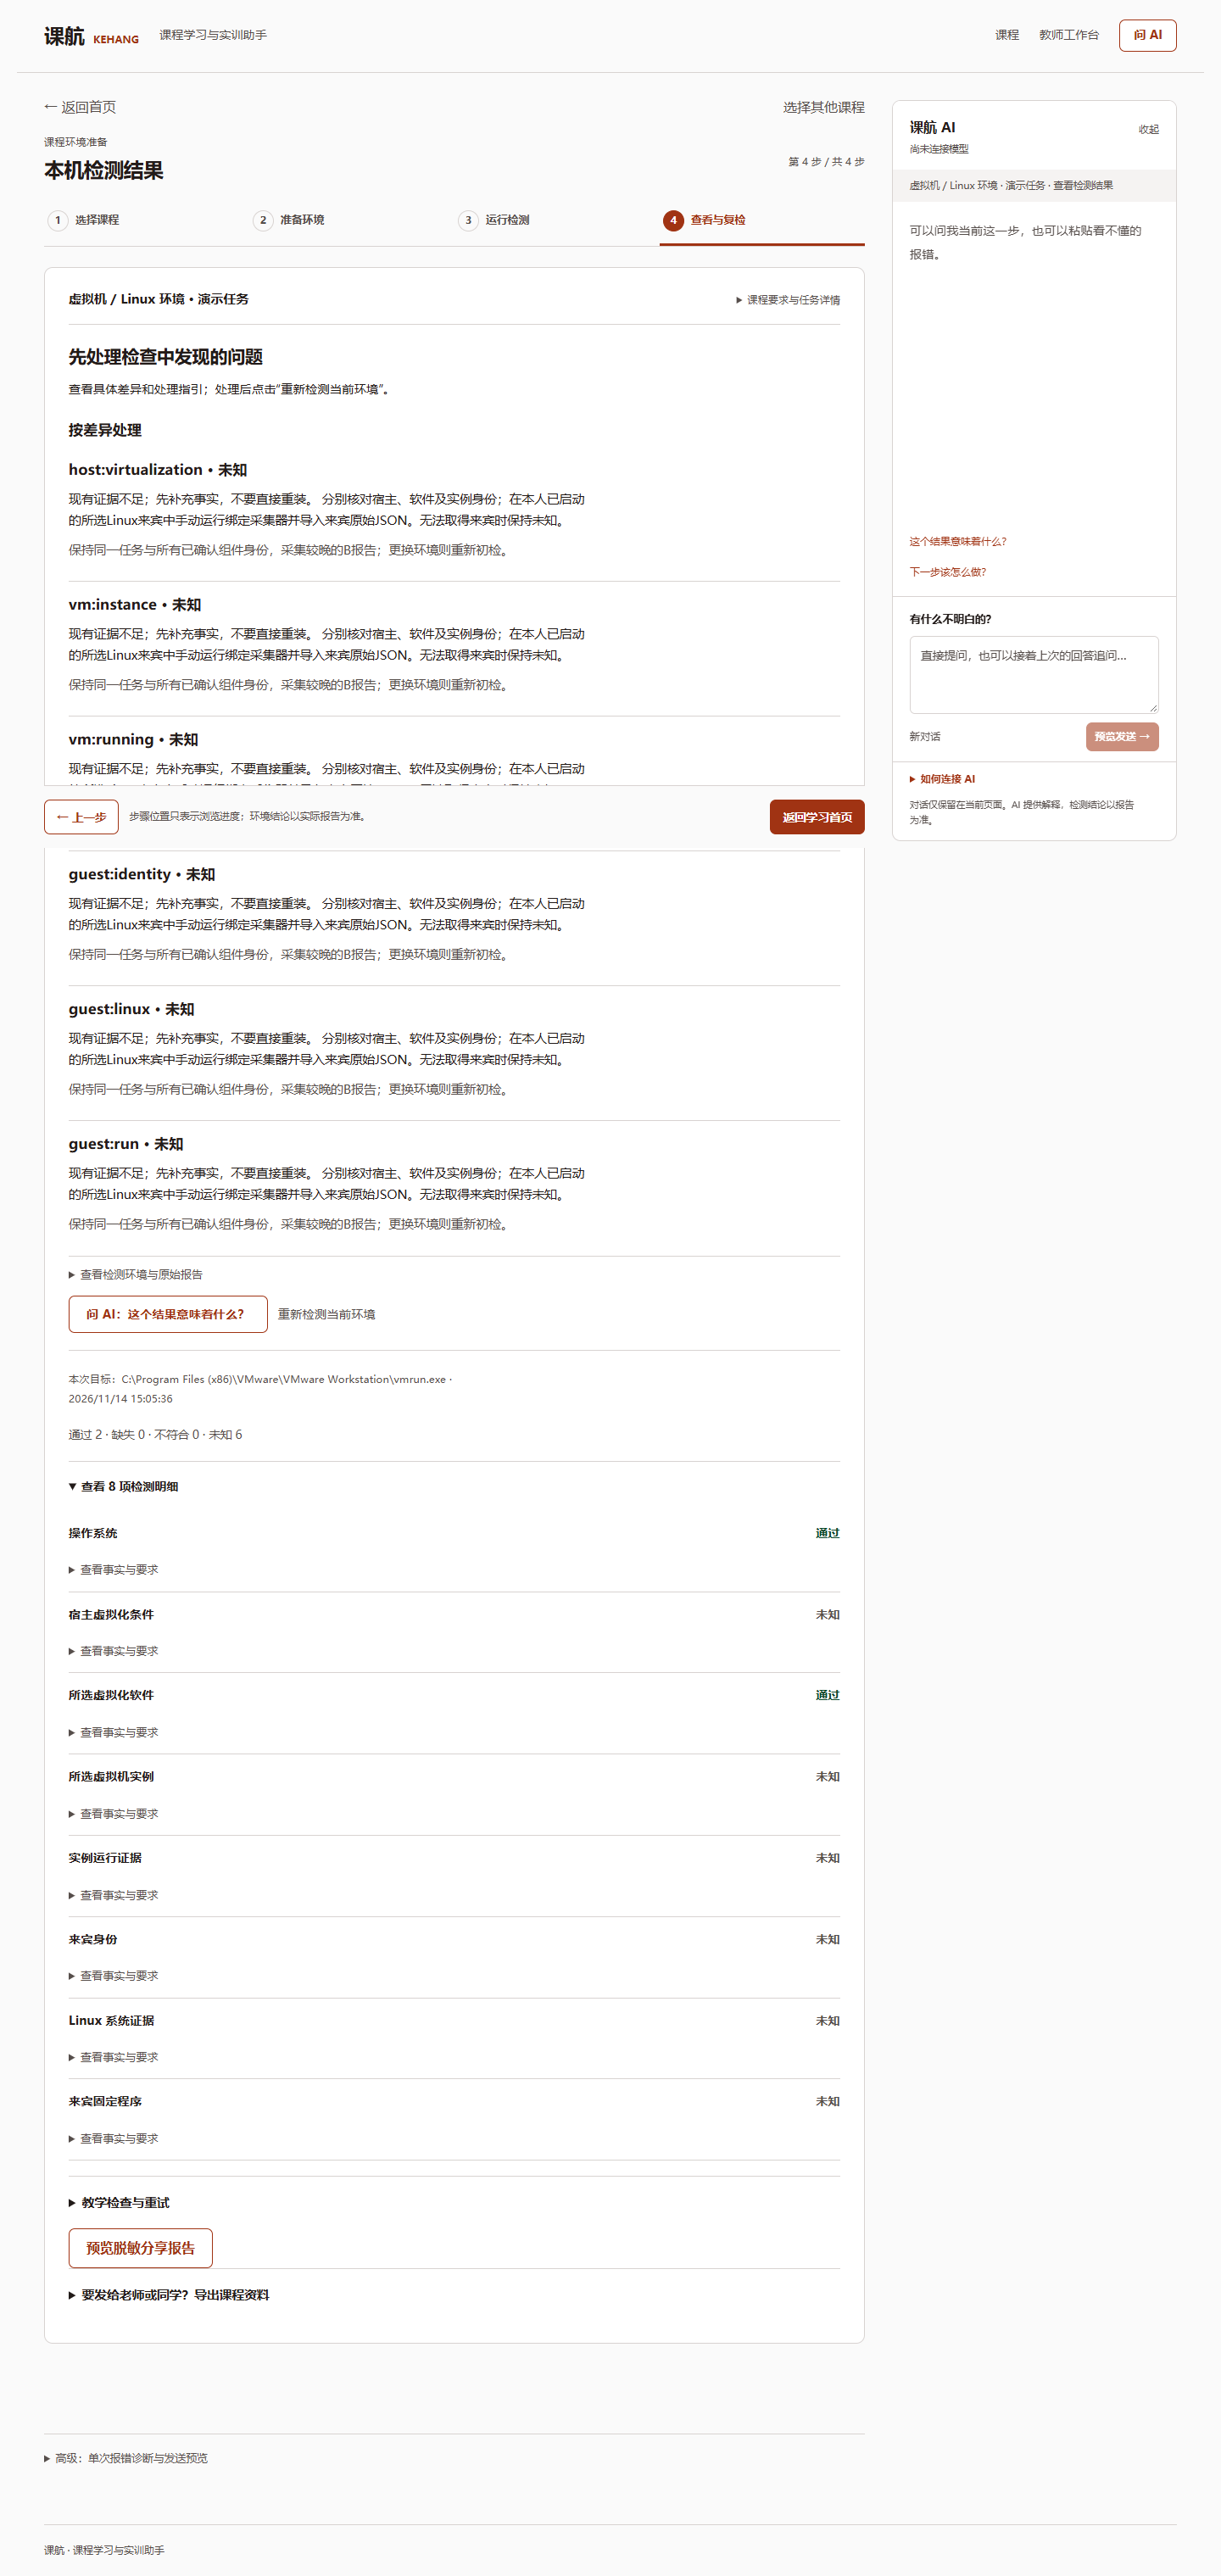 课航 KEHANG 课程学习与实训助手
课程 教师工作台 问 AI
← 返回首页
选择其他课程
课程环境准备
本机检测结果
第 4 步 / 共 4 步
1 选择课程
2 准备环境
3 运行检测
4 查看与复检
虚拟机 / Linux 环境 · 演示任务
▶ 课程要求与任务详情
先处理检查中发现的问题
查看具体差异和处理指引；处理后点击“重新检测当前环境”。
按差异处理
host:virtualization · 未知
现有证据不足；先补充事实，不要直接重装。 分别核对宿主、软件及实例身份；在本人已启动
的所选Linux来宾中手动运行绑定采集器并导入来宾原始JSON。无法取得来宾时保持未知。
保持同一任务与所有已确认组件身份，采集较晚的B报告；更换环境则重新初检。
vm:instance · 未知
现有证据不足；先补充事实，不要直接重装。 分别核对宿主、软件及实例身份；在本人已启动
的所选Linux来宾中手动运行绑定采集器并导入来宾原始JSON。无法取得来宾时保持未知。
保持同一任务与所有已确认组件身份，采集较晚的B报告；更换环境则重新初检。
vm:running · 未知
现有证据不足；先补充事实，不要直接重装。 分别核对宿主、软件及实例身份；在本人已启动
← 上一步
步骤位置只表示浏览进度；环境结论以实际报告为准。
返回学习首页
guest:identity · 未知
现有证据不足；先补充事实，不要直接重装。 分别核对宿主、软件及实例身份；在本人已启动
的所选Linux来宾中手动运行绑定采集器并导入来宾原始JSON。无法取得来宾时保持未知。
保持同一任务与所有已确认组件身份，采集较晚的B报告；更换环境则重新初检。
guest:linux · 未知
现有证据不足；先补充事实，不要直接重装。 分别核对宿主、软件及实例身份；在本人已启动
的所选Linux来宾中手动运行绑定采集器并导入来宾原始JSON。无法取得来宾时保持未知。
保持同一任务与所有已确认组件身份，采集较晚的B报告；更换环境则重新初检。
guest:run · 未知
现有证据不足；先补充事实，不要直接重装。 分别核对宿主、软件及实例身份；在本人已启动
的所选Linux来宾中手动运行绑定采集器并导入来宾原始JSON。无法取得来宾时保持未知。
保持同一任务与所有已确认组件身份，采集较晚的B报告；更换环境则重新初检。
▶ 查看检测环境与原始报告
问 AI：这个结果意味着什么？
重新检测当前环境
本次目标：C:\Program Files (x86)\VMware\VMware Workstation\vmrun.exe ·
2026/11/14 15:05:36
通过 2 · 缺失 0 · 不符合 0 · 未知 6
▼ 查看 8 项检测明细
操作系统 通过
▶ 查看事实与要求
宿主虚拟化条件 未知
▶ 查看事实与要求
所选虚拟化软件 通过
▶ 查看事实与要求
所选虚拟机实例 未知
▶ 查看事实与要求
实例运行证据 未知
▶ 查看事实与要求
来宾身份 未知
▶ 查看事实与要求
Linux 系统证据 未知
▶ 查看事实与要求
来宾固定程序 未知
▶ 查看事实与要求
▶ 教学检查与重试
预览脱敏分享报告
▶ 要发给老师或同学？导出课程资料
▶ 高级：单次报错诊断与发送预览
课航 · 课程学习与实训助手
课航 AI
收起
尚未连接模型
虚拟机 / Linux 环境 · 演示任务 · 查看检测结果
可以问我当前这一步，也可以粘贴看不懂的
报错。
这个结果意味着什么？
下一步该怎么做？
有什么不明白的？
直接提问，也可以接着上次的回答追问...
新对话
预览发送 →
▶ 如何连接 AI
对话仅保留在当前页面。AI 提供解释，检测结论以报告
为准。